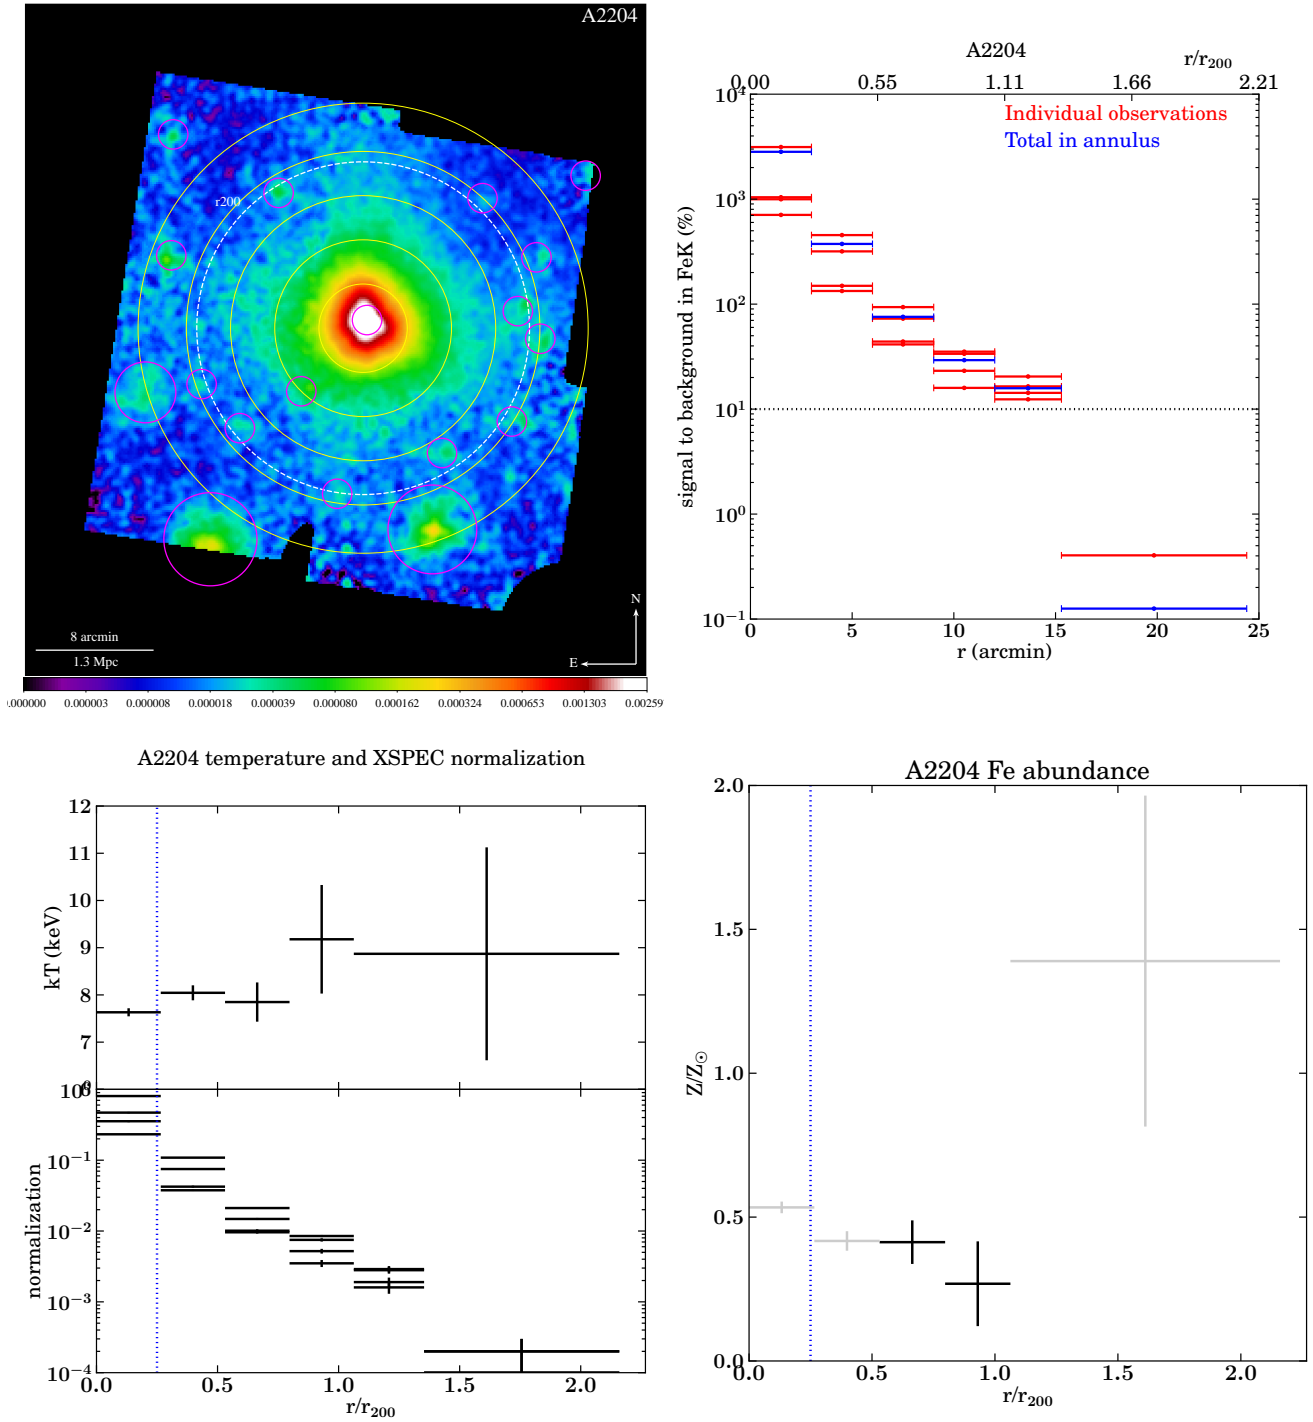 A2204
r200
8 arcmin
1.3 Mpc
N
E
0.000003 0.000008 0.000018 0.000039 0.000080 0.000162 0.000324 0.000653 0.001303 0.00259
A2204
r/r200
0.00 0.55 1.11 1.66 2.21
Individual observations
Total in annulus
signal to background in FeK (%)
10^4
10^3
10^2
10^1
10^0
10^−1
0 5 10 15 20 25
r (arcmin)
A2204 temperature and XSPEC normalization
kT (keV)
12
11
10
9
8
7
normalization
10^0
10^−1
10^−2
10^−3
10^−4
0.0 0.5 1.0 1.5 2.0
r/r200
A2204 Fe abundance
Z/Z⊙
2.0
1.5
1.0
0.5
0.0
0.0 0.5 1.0 1.5 2.0
r/r200